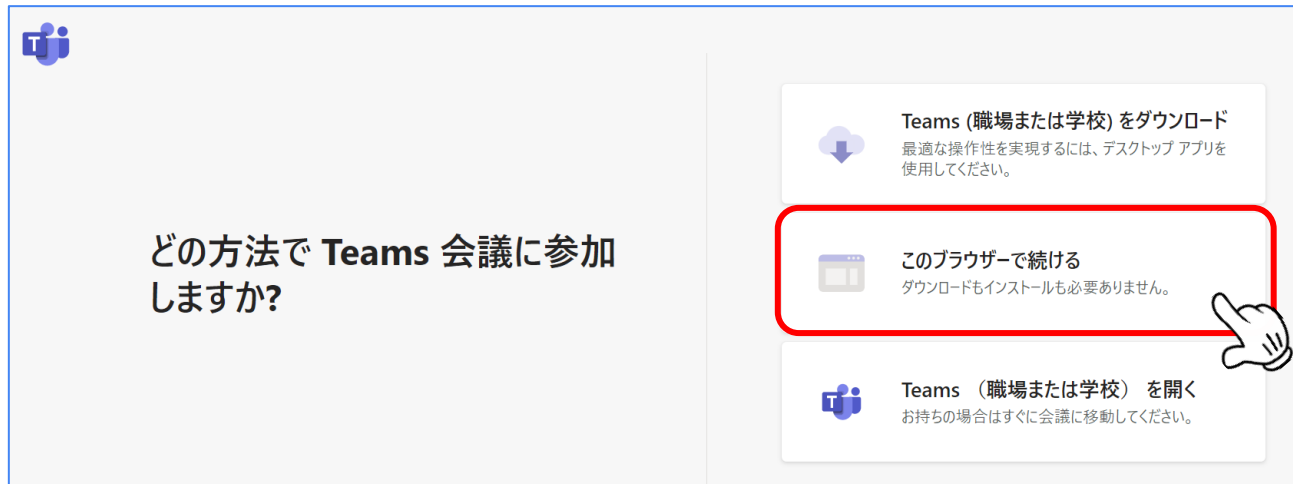 どの方法で Teams 会議に参加
しますか?
Teams (職場または学校) をダウンロード
最適な操作性を実現するには、デスクトップ アプリを
使用してください。
このブラウザーで続ける
ダウンロードもインストールも必要ありません。
Teams （職場または学校） を開く
お持ちの場合はすぐに会議に移動してください。